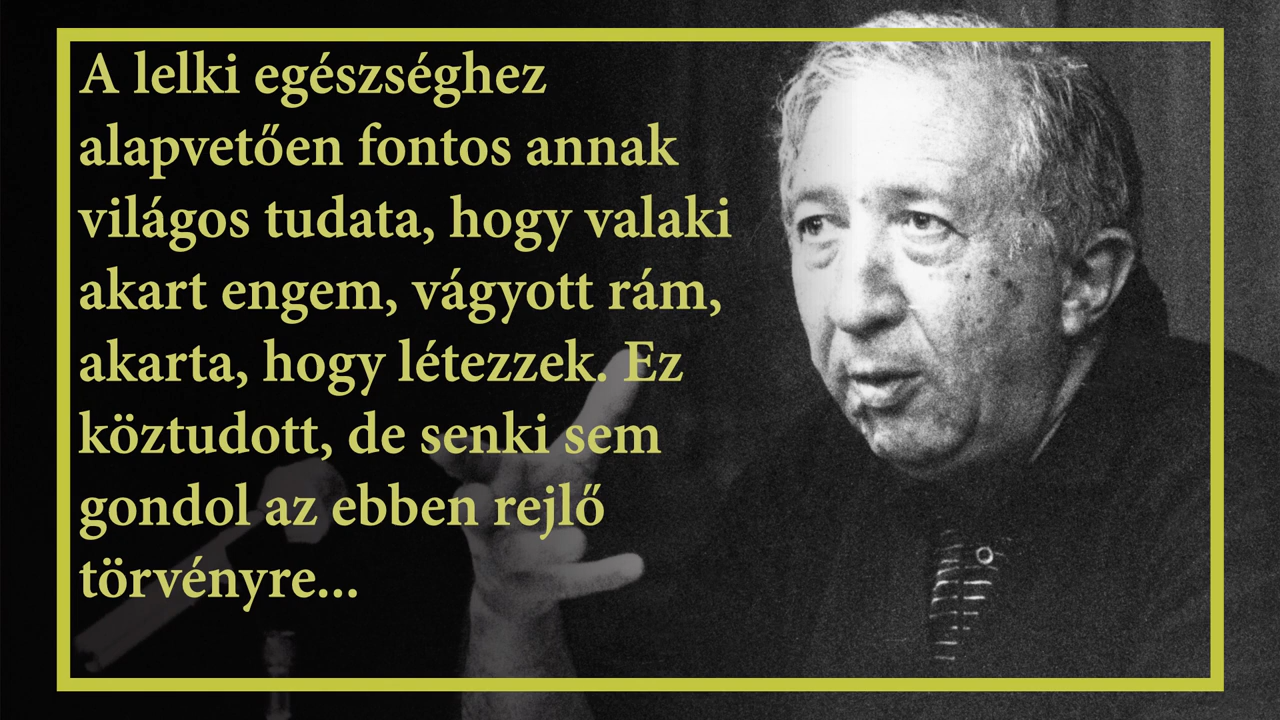 A lelki egészséghez
alapvetően fontos annak
világos tudata, hogy valaki
akart engem, vágyott rám,
akarta, hogy létezzek. Ez
köztudott, de senki sem
gondol az ebben rejlő
törvényre...